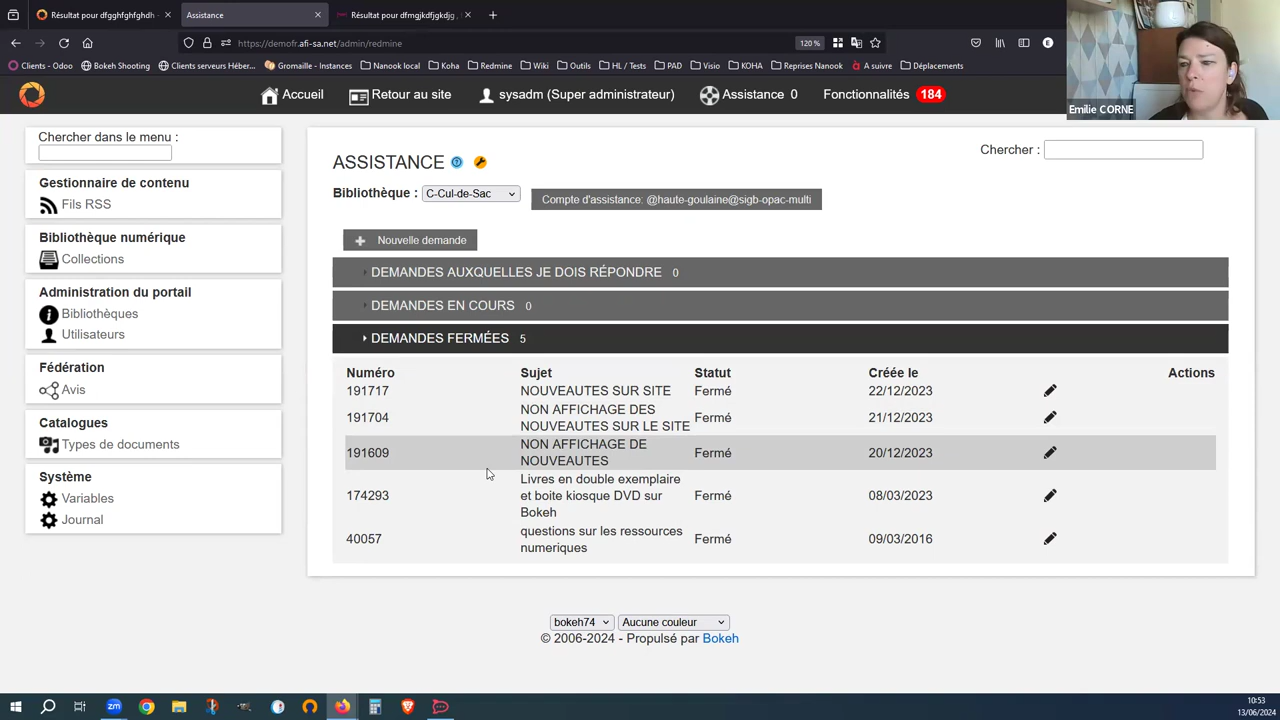 Résultat pour dfgghfghfghdh -
Assistance
Résultat pour dfmgjkdfjgkdjg ,
https://demofr.afi-sa.net/admin/redmine
120 %
Clients - Odoo
Bokeh Shooting
Clients serveurs Héber...
Gromaille - Instances
Nanook local
Koha
Redmine
Wiki
Outils
HL / Tests
PAD
Visio
KOHA
Reprises Nanook
A suivre
Déplacements
Emilie CORNE
Accueil
Retour au site
sysadm (Super administrateur)
Assistance 0
Fonctionnalités 184
Chercher dans le menu :
Gestionnaire de contenu
Fils RSS
Bibliothèque numérique
Collections
Administration du portail
Bibliothèques
Utilisateurs
Fédération
Avis
Catalogues
Types de documents
Système
Variables
Journal
ASSISTANCE
Chercher :
Bibliothèque : C-Cul-de-Sac
Compte d'assistance: @haute-goulaine@sigb-opac-multi
Nouvelle demande
DEMANDES AUXQUELLES JE DOIS RÉPONDRE 0
DEMANDES EN COURS 0
DEMANDES FERMÉES 5
Numéro Sujet Statut Créée le Actions
191717 NOUVEAUTES SUR SITE Fermé 22/12/2023
191704 NON AFFICHAGE DES
NOUVEAUTES SUR LE SITE Fermé 21/12/2023
191609 NON AFFICHAGE DE
NOUVEAUTES Fermé 20/12/2023
174293 Livres en double exemplaire
et boite kiosque DVD sur
Bokeh Fermé 08/03/2023
40057 questions sur les ressources
numeriques Fermé 09/03/2016
bokeh74 Aucune couleur
© 2006-2024 - Propulsé par Bokeh
10:53
13/06/2024